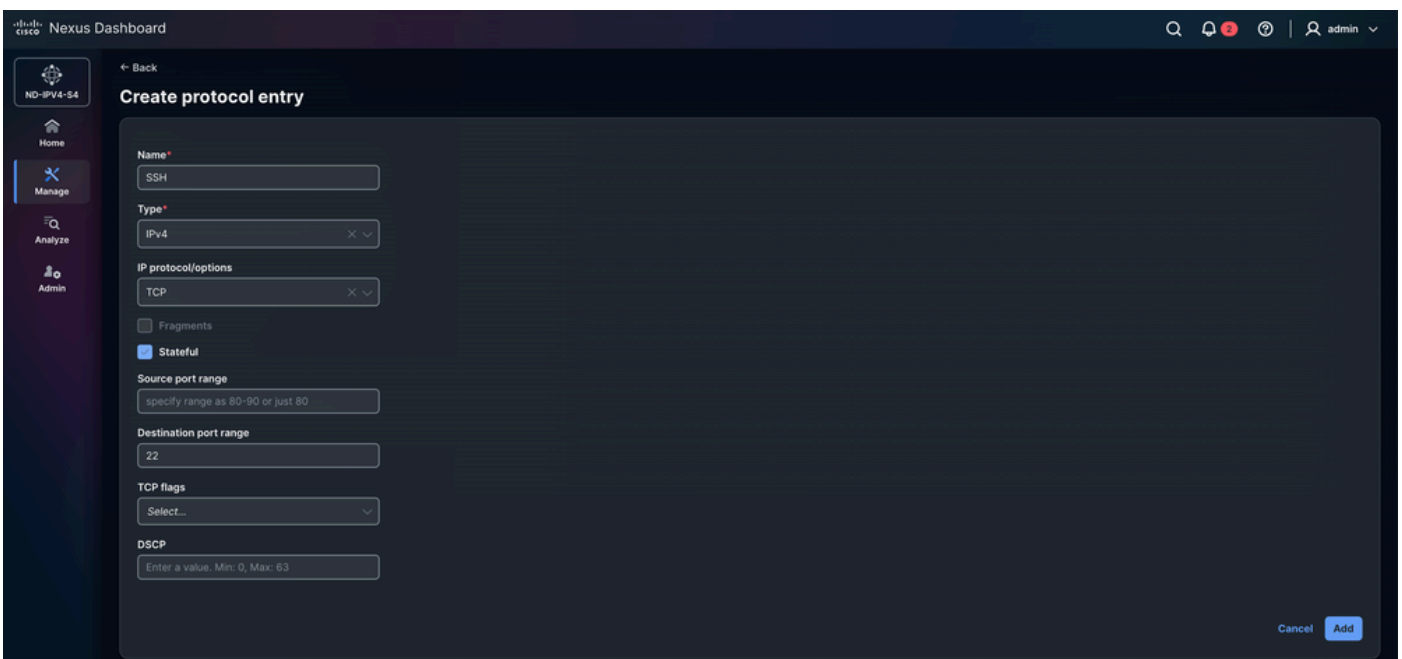 cisco Nexus Dashboard
2
admin
ND-IPV4-S4
Home
Manage
Analyze
Admin
← Back
Create protocol entry
Name*
SSH
Type*
IPv4
IP protocol/options
TCP
Fragments
Stateful
Source port range
specify range as 80-90 or just 80
Destination port range
22
TCP flags
Select...
DSCP
Enter a value. Min: 0, Max: 63
Cancel
Add